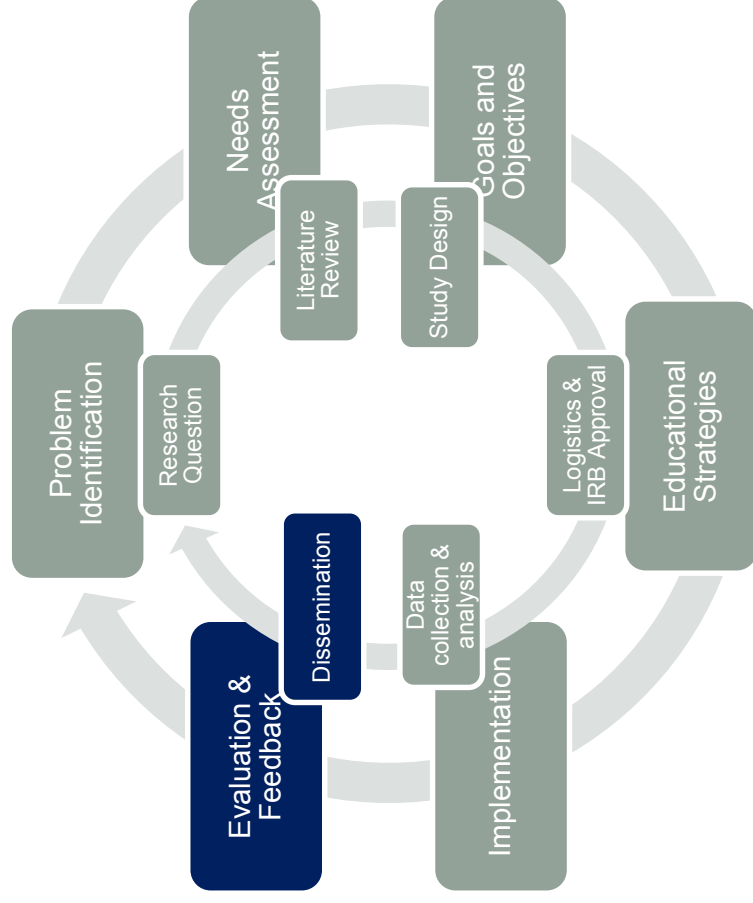 Problem
Identification
Needs
Assessment
Goals and
Objectives
Educational
Strategies
Implementation
Evaluation &
Feedback
Research
Question
Literature
Review
Study Design
Logistics &
IRB Approval
Data
collection &
analysis
Dissemination